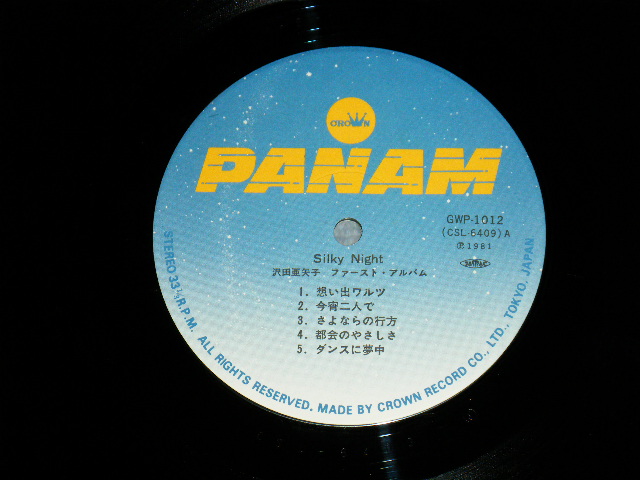 CROWN
PANAM
GWP-1012
(CSL-6409) A
Ⓟ1981
Silky Night
沢田亜矢子 ファースト・アルバム
1. 想い出ワルツ
2. 今宵二人で
3. さよならの行方
4. 都会のやさしさ
5. ダンスに夢中
STEREO 33 1/3 R.P.M. ALL RIGHTS RESERVED. MADE BY CROWN RECORD CO., LTD., TOKYO, JAPAN